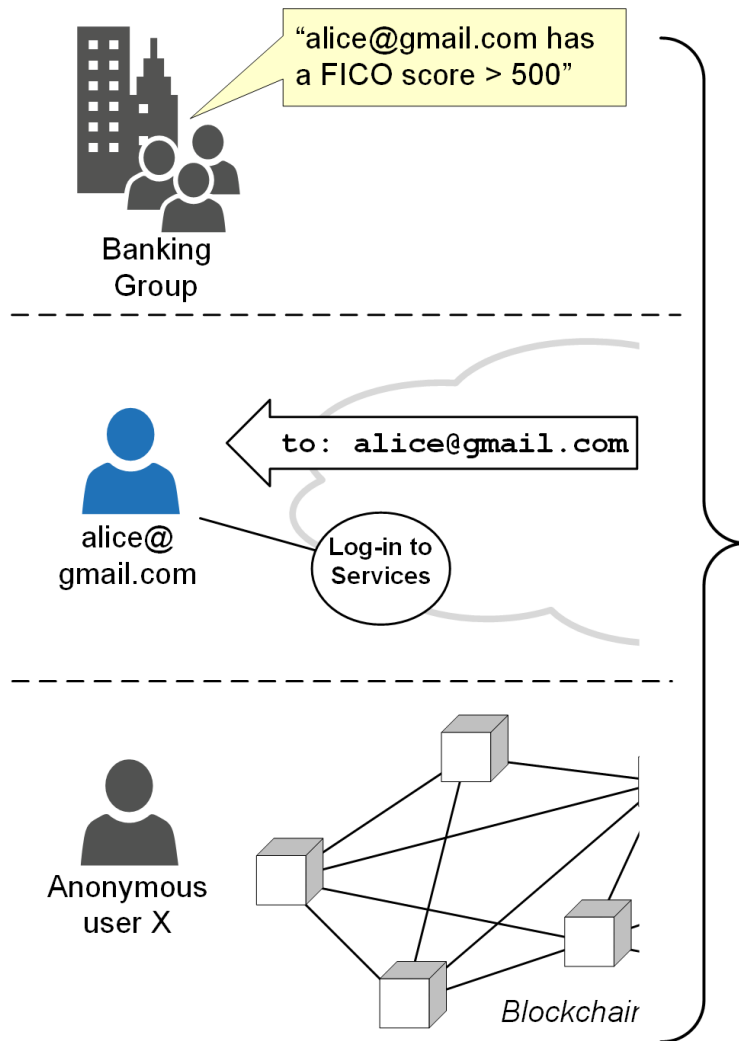 “alice@gmail.com has
a FICO score > 500”
Banking
Group
to: alice@gmail.com
alice@
gmail.com
Log-in to
Services
Anonymous
user X